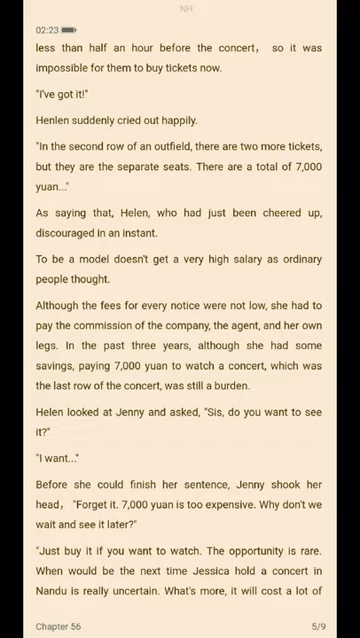 NH
02:23
less than half an hour before the concert， so it was
impossible for them to buy tickets now.
"I've got it!"
Henlen suddenly cried out happily.
"In the second row of an outfield, there are two more tickets,
but they are the separate seats. There are a total of 7,000
yuan..."
As saying that, Helen, who had just been cheered up,
discouraged in an instant.
To be a model doesn't get a very high salary as ordinary
people thought.
Although the fees for every notice were not low, she had to
pay the commission of the company, the agent, and her own
legs. In the past three years, although she had some
savings, paying 7,000 yuan to watch a concert, which was
the last row of the concert, was still a burden.
Helen looked at Jenny and asked, "Sis, do you want to see
it?"
"I want..."
Before she could finish her sentence, Jenny shook her
head， "Forget it. 7,000 yuan is too expensive. Why don't we
wait and see it later?"
"Just buy it if you want to watch. The opportunity is rare.
When would be the next time Jessica hold a concert in
Nandu is really uncertain. What's more, it will cost a lot of
Chapter 56
5/9